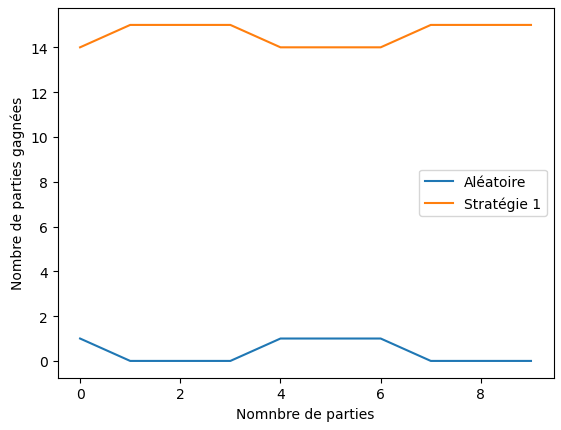 Nombre de parties gagnées
14
12
10
8
6
4
2
0
Aléatoire
Stratégie 1
0 2 4 6 8
Nomnbre de parties